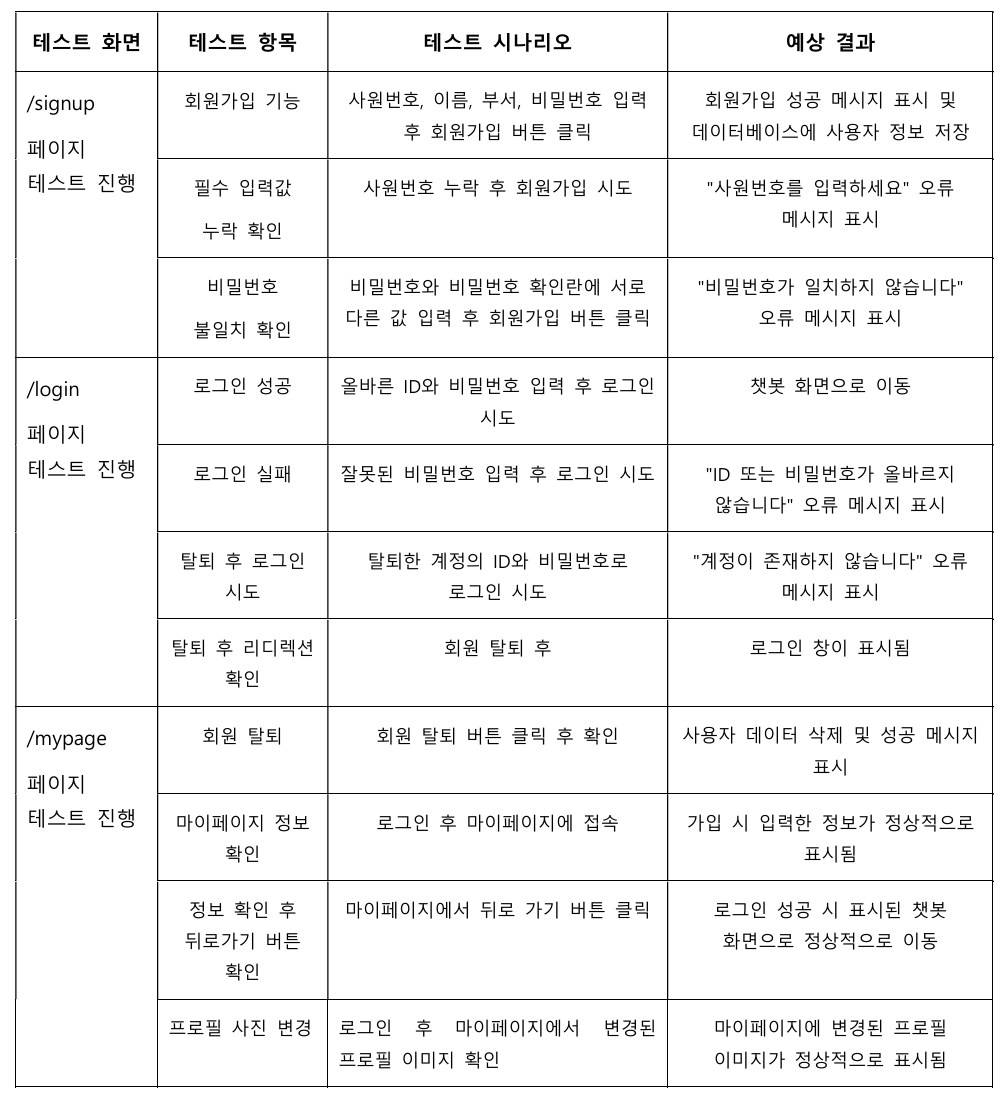 테스트 화면
테스트 항목
테스트 시나리오
예상 결과
/signup
페이지
테스트 진행
회원가입 기능
사원번호, 이름, 부서, 비밀번호 입력
후 회원가입 버튼 클릭
회원가입 성공 메시지 표시 및
데이터베이스에 사용자 정보 저장
필수 입력값
누락 확인
사원번호 누락 후 회원가입 시도
"사원번호를 입력하세요" 오류
메시지 표시
비밀번호
불일치 확인
비밀번호와 비밀번호 확인란에 서로
다른 값 입력 후 회원가입 버튼 클릭
"비밀번호가 일치하지 않습니다"
오류 메시지 표시
/login
페이지
테스트 진행
로그인 성공
올바른 ID와 비밀번호 입력 후 로그인
시도
챗봇 화면으로 이동
로그인 실패
잘못된 비밀번호 입력 후 로그인 시도
"ID 또는 비밀번호가 올바르지
않습니다" 오류 메시지 표시
탈퇴 후 로그인
시도
탈퇴한 계정의 ID와 비밀번호로
로그인 시도
"계정이 존재하지 않습니다" 오류
메시지 표시
탈퇴 후 리디렉션
확인
회원 탈퇴 후
로그인 창이 표시됨
/mypage
페이지
테스트 진행
회원 탈퇴
회원 탈퇴 버튼 클릭 후 확인
사용자 데이터 삭제 및 성공 메시지
표시
마이페이지 정보
확인
로그인 후 마이페이지에 접속
가입 시 입력한 정보가 정상적으로
표시됨
정보 확인 후
뒤로가기 버튼
확인
마이페이지에서 뒤로 가기 버튼 클릭
로그인 성공 시 표시된 챗봇
화면으로 정상적으로 이동
프로필 사진 변경
로그인 후 마이페이지에서 변경된
프로필 이미지 확인
마이페이지에 변경된 프로필
이미지가 정상적으로 표시됨